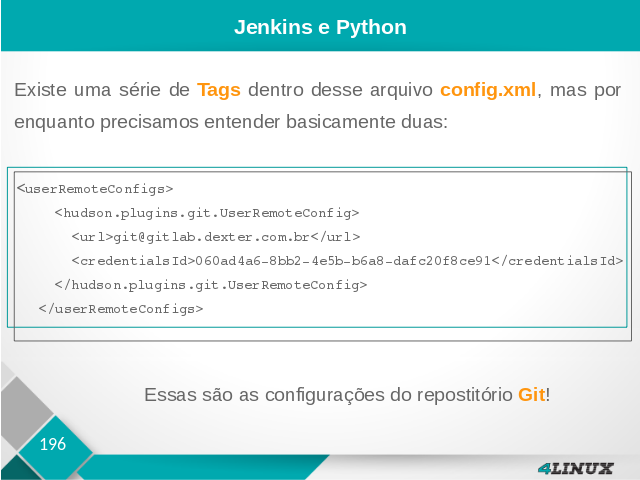 Jenkins e Python
Existe uma série de Tags dentro desse arquivo config.xml, mas por
enquanto precisamos entender basicamente duas:
<userRemoteConfigs>
<hudson.plugins.git.UserRemoteConfig>
<url>git@gitlab.dexter.com.br</url>
<credentialsId>060ad4a6-8bb2-4e5b-b6a8-dafc20f8ce91</credentialsId>
</hudson.plugins.git.UserRemoteConfig>
</userRemoteConfigs>
Essas são as configurações do repostitório Git!
196
4LINUX